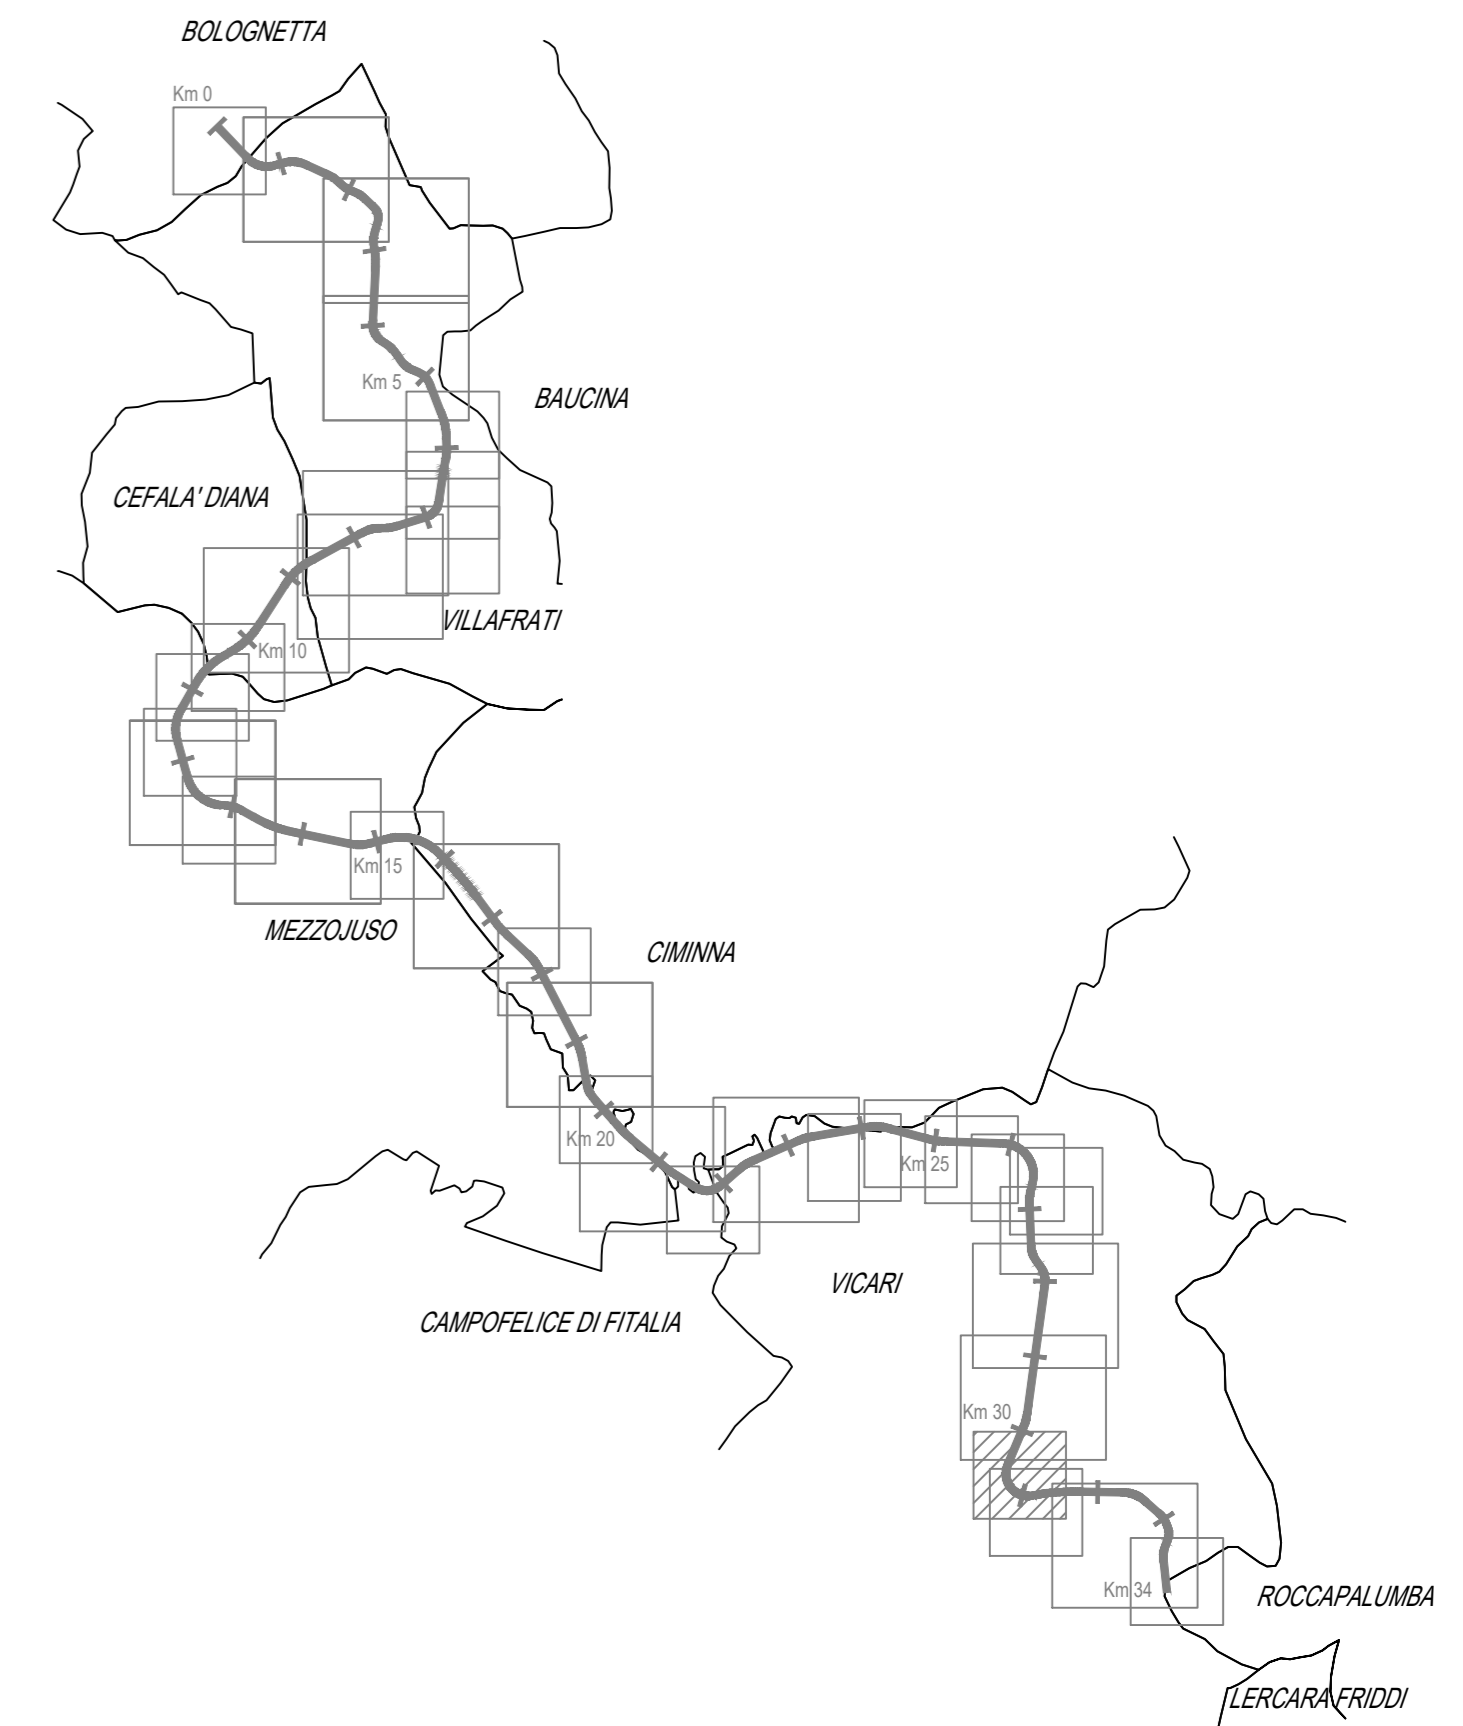 BOLOGNETTA
Km 0
Km 5
BAUCINA
CEFALA' DIANA
VILLAFRATI
Km 10
Km 15
MEZZOJUSO
CIMINNA
Km 20
Km 25
VICARI
CAMPOFELICE DI FITALIA
Km 30
Km 34
ROCCAPALUMBA
LERCARA FRIDDI